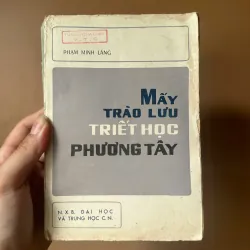 PHẠM MINH LĂNG
MẤY
TRÀO LƯU
TRIẾT HỌC
PHƯƠNG TÂY
N.X.B. ĐẠI HỌC
VÀ TRUNG HỌC C.N.